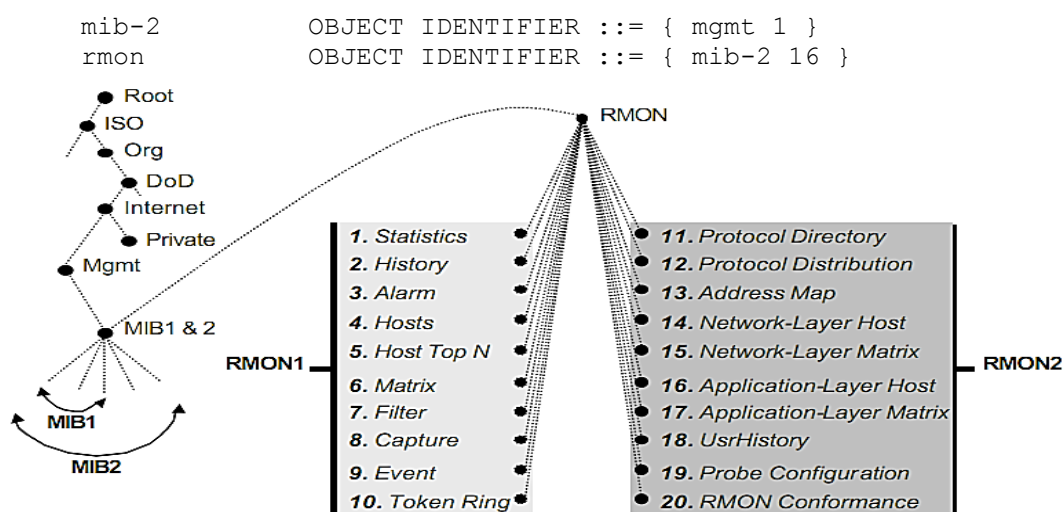 mib-2 OBJECT IDENTIFIER ::= { mgmt 1 }
rmon OBJECT IDENTIFIER ::= { mib-2 16 }
Root
ISO
Org
DoD
Internet
Private
Mgmt
MIB1 & 2
MIB1
MIB2
RMON
RMON1
1. Statistics
2. History
3. Alarm
4. Hosts
5. Host Top N
6. Matrix
7. Filter
8. Capture
9. Event
10. Token Ring
11. Protocol Directory
12. Protocol Distribution
13. Address Map
14. Network-Layer Host
15. Network-Layer Matrix
16. Application-Layer Host
17. Application-Layer Matrix
18. UsrHistory
19. Probe Configuration
20. RMON Conformance
RMON2